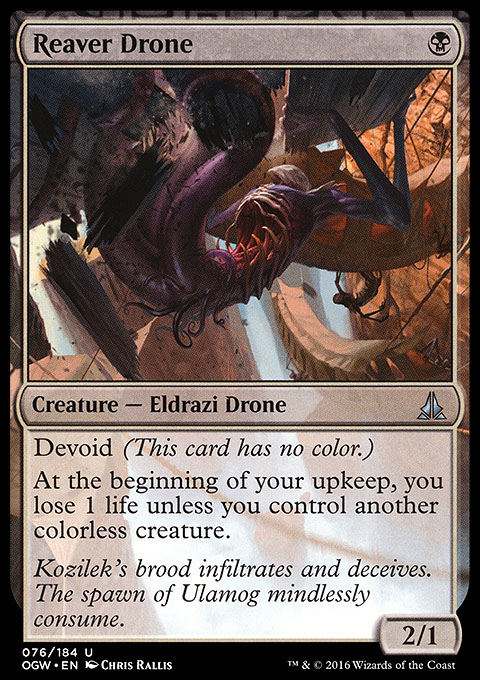 Reaver Drone
Creature — Eldrazi Drone
Devoid (This card has no color.)
At the beginning of your upkeep, you
lose 1 life unless you control another
colorless creature.
Kozilek's brood infiltrates and deceives.
The spawn of Ulamog mindlessly
consume.
2/1
076/184 U
OGW • EN Chris Rallis
™ & © 2016 Wizards of the Coast